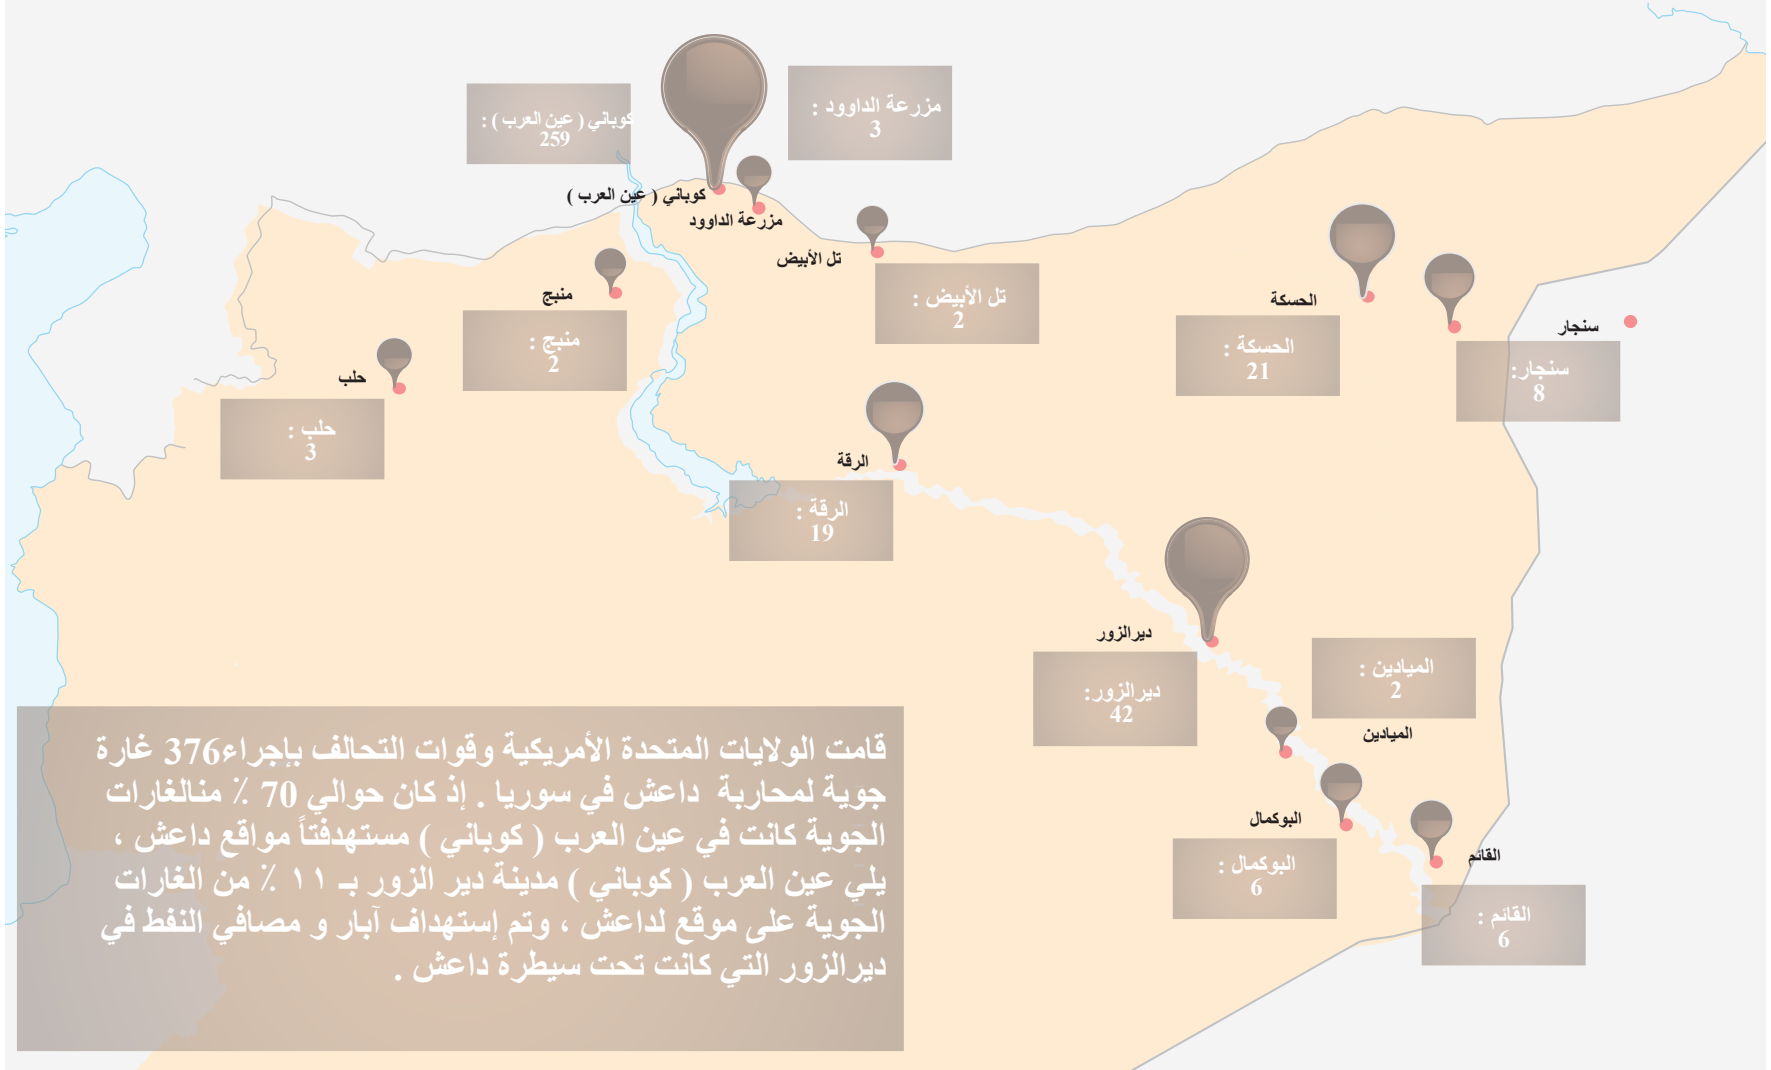 مزرعة الداوود :
3
كوباني ( عين العرب ) :
259
كوباني ( عين العرب )
مزرعة الداوود
تل الأبيض
تل الأبيض :
2
منبج
منبج :
2
حلب
حلب :
3
الحسكة
الحسكة :
21
سنجار
سنجار:
8
الرقة
الرقة :
19
ديرالزور
ديرالزور:
42
الميادين :
2
الميادين
البوكمال
البوكمال :
6
القائم
القائم :
6
قامت الولايات المتحدة الأمريكية وقوات التحالف بإجراء376 غارة
جوية لمحاربة داعش في سوريا . إذ كان حوالي 70 ٪ منالغارات
الجوية كانت في عين العرب ( كوباني ) مستهدفتاً مواقع داعش ،
يلي عين العرب ( كوباني ) مدينة دير الزور بـ ١١ ٪ من الغارات
الجوية على موقع لداعش ، وتم إستهداف آبار و مصافي النفط في
ديرالزور التي كانت تحت سيطرة داعش .